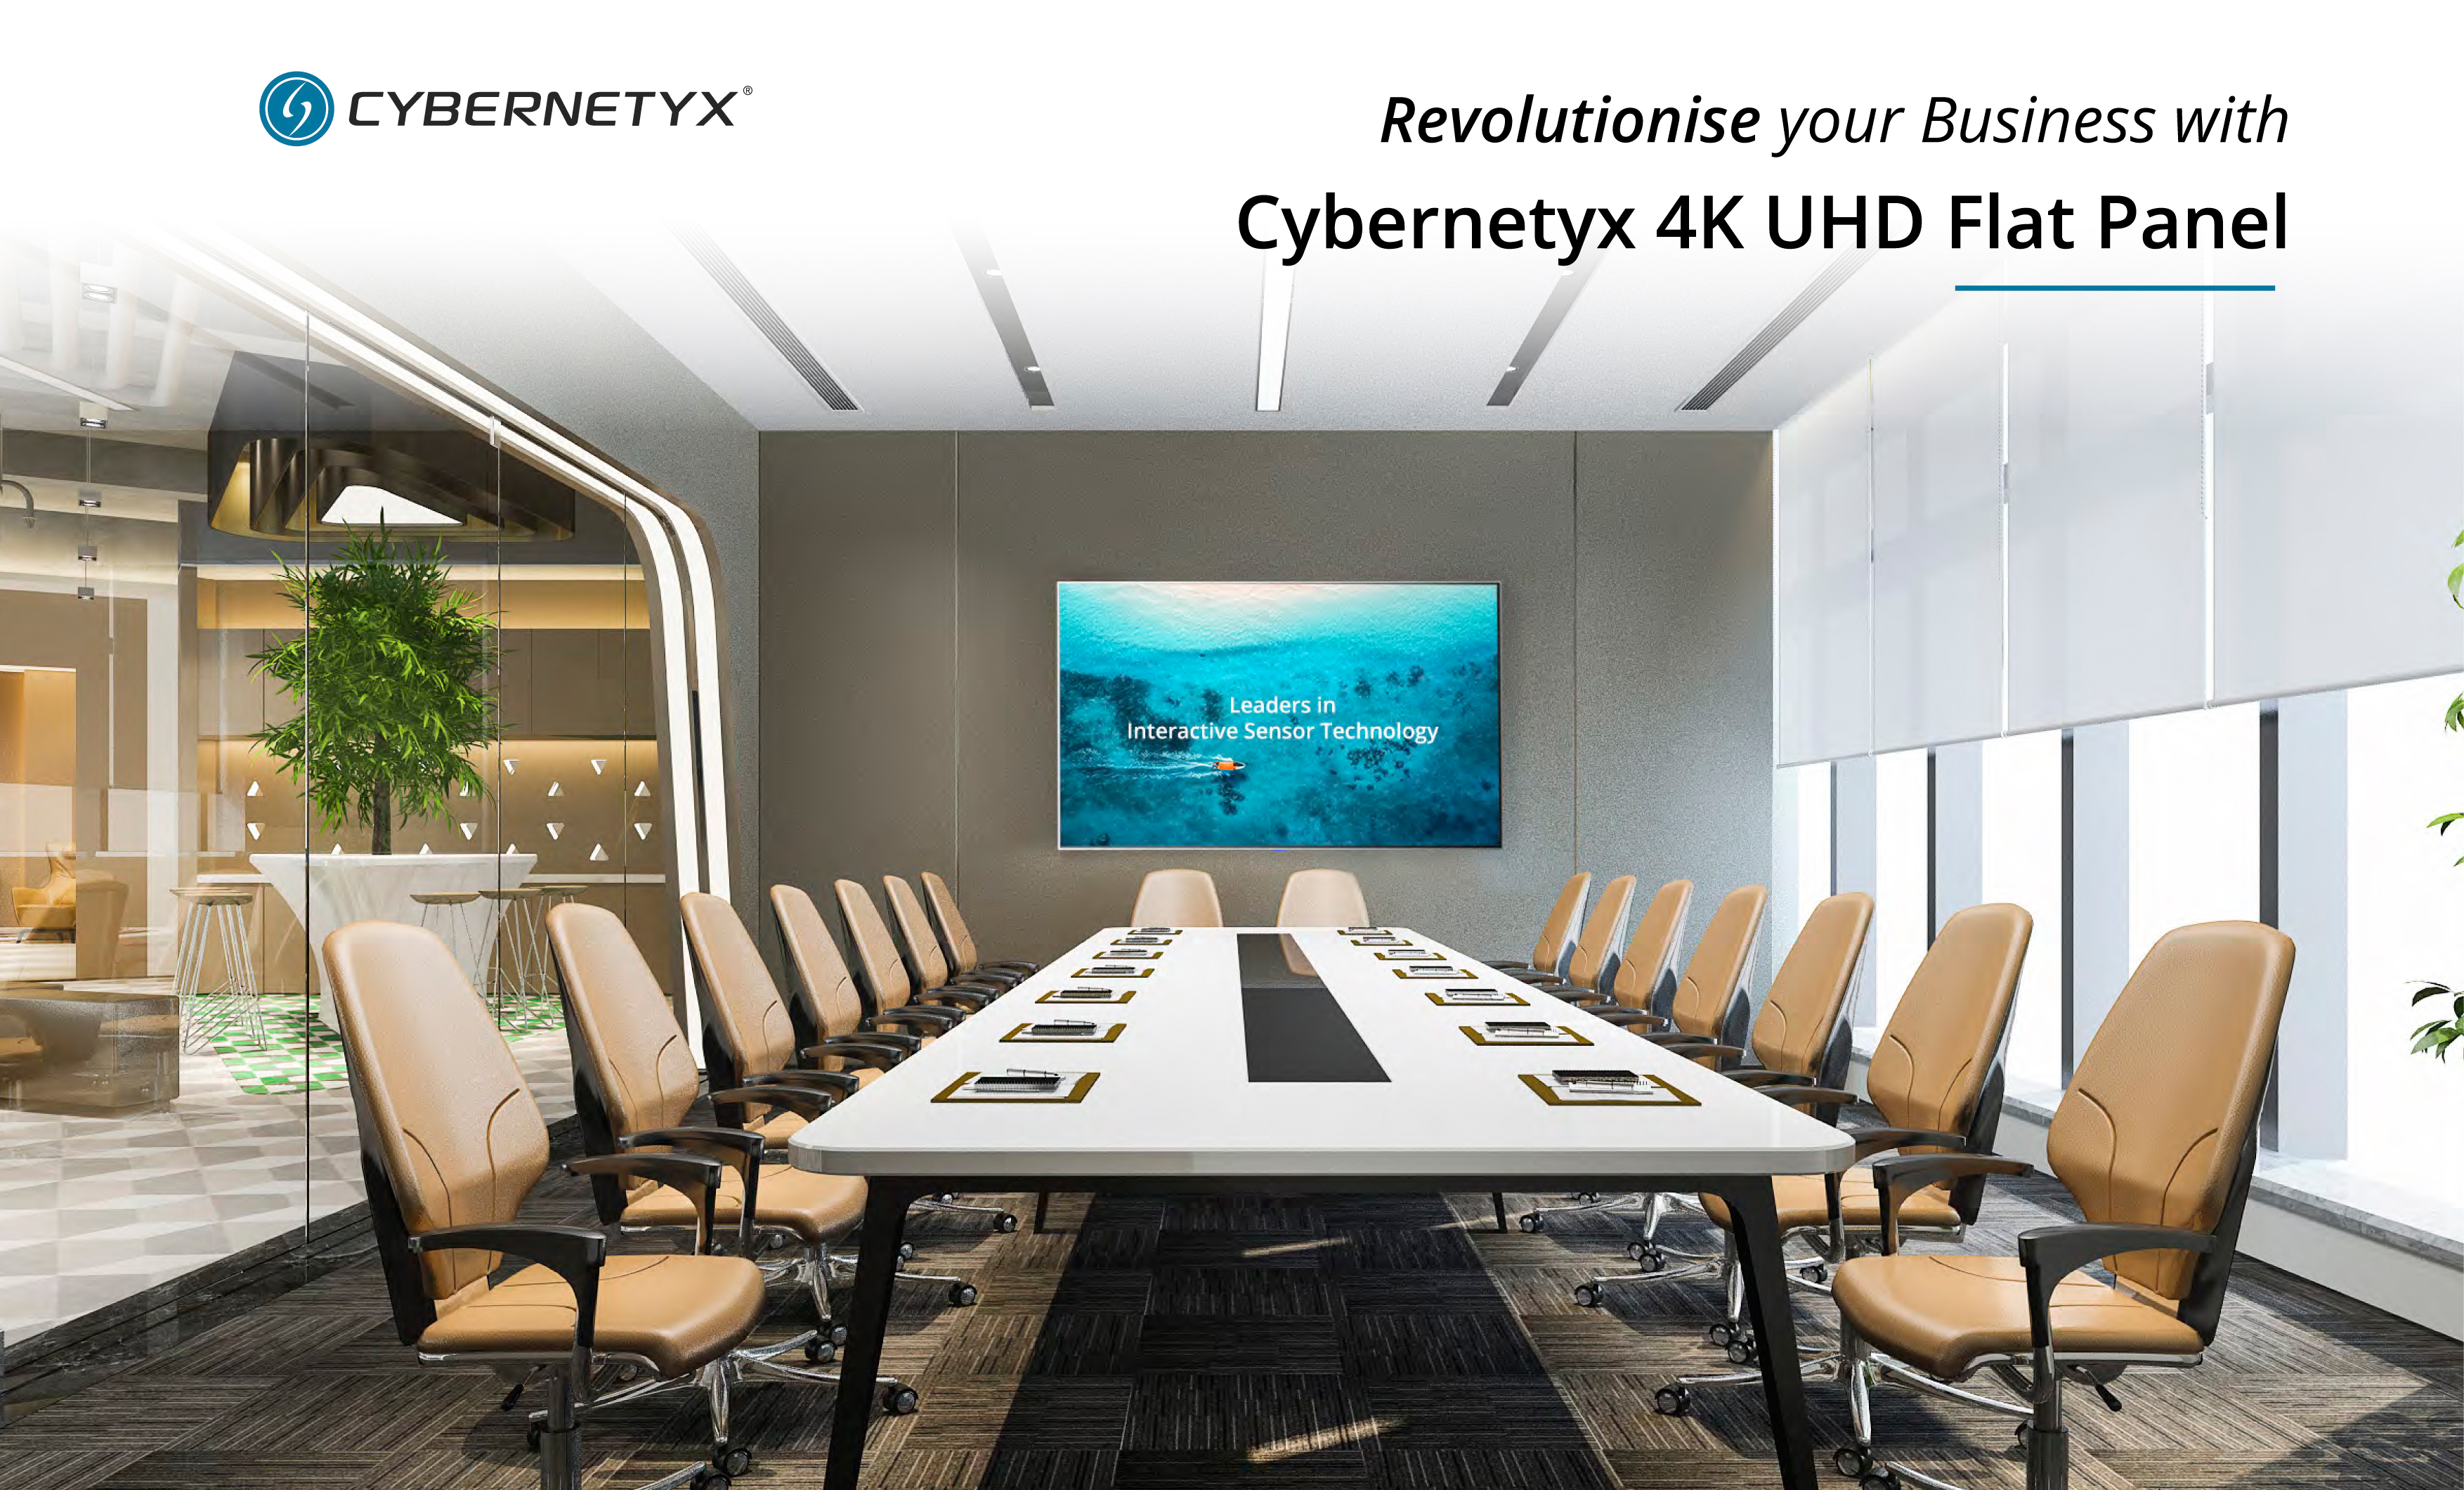 CYBERNETYX®
Revolutionise your Business with
Cybernetyx 4K UHD Flat Panel
Leaders in
Interactive Sensor Technology